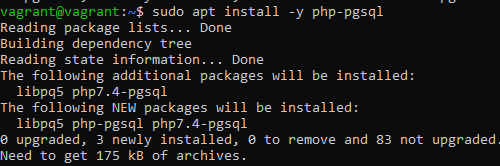 vagrant@vagrant:~$ sudo apt install -y php-pgsql
Reading package lists... Done
Building dependency tree
Reading state information... Done
The following additional packages will be installed:
  libpq5 php7.4-pgsql
The following NEW packages will be installed:
  libpq5 php-pgsql php7.4-pgsql
0 upgraded, 3 newly installed, 0 to remove and 83 not upgraded.
Need to get 175 kB of archives.